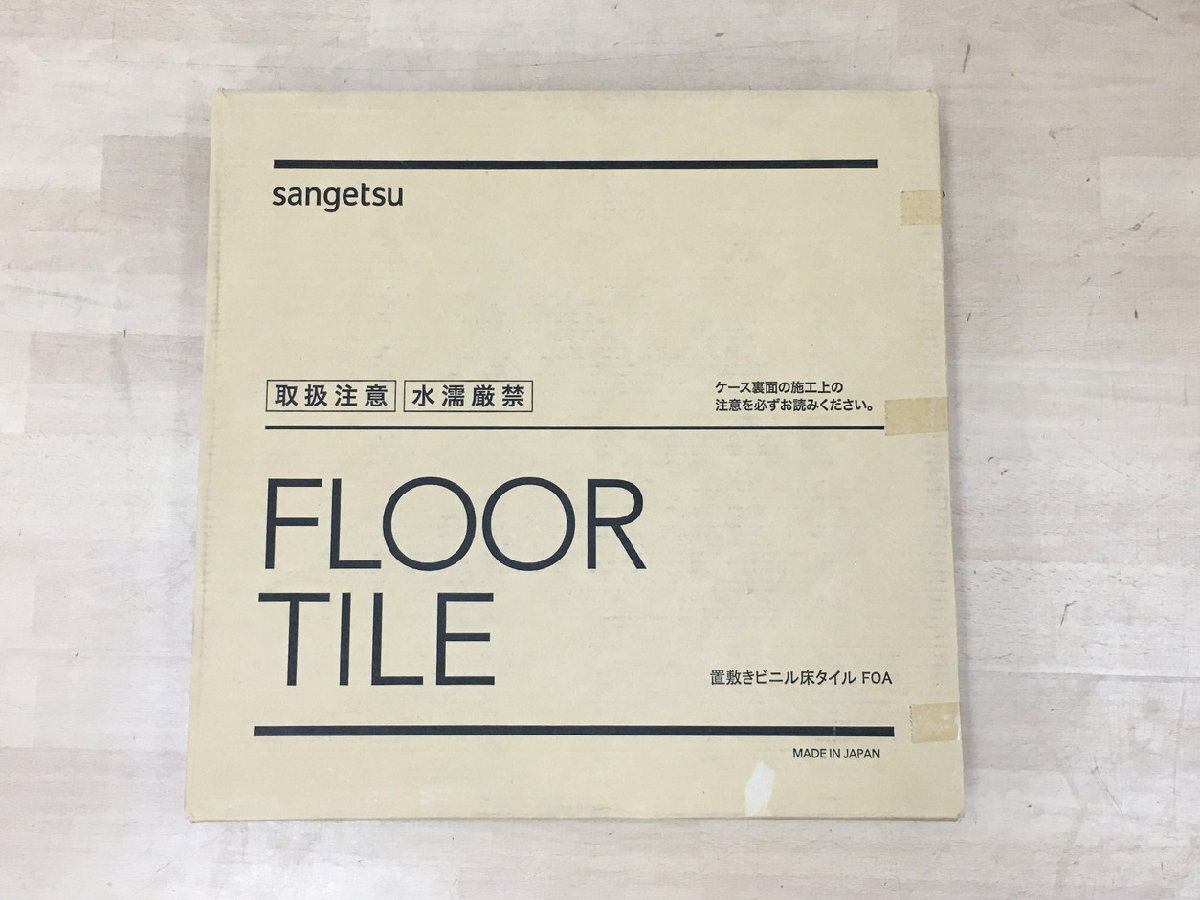 sangetsu
取扱注意 水濡厳禁
ケース裏面の施工上の
注意を必ずお読みください。
FLOOR
TILE
置敷きビニル床タイル FOA
MADE IN JAPAN